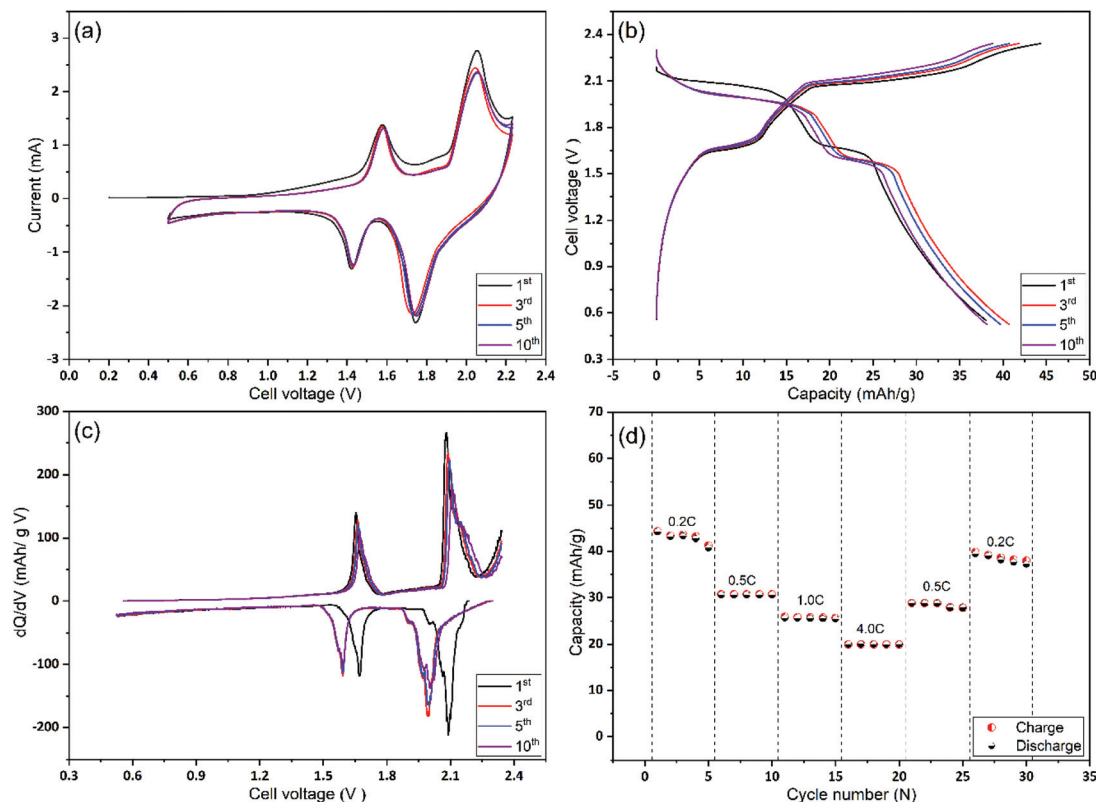 (a)
3
2
1
0
-1
-2
-3
Current (mA)
0.0 0.2 0.4 0.6 0.8 1.0 1.2 1.4 1.6 1.8 2.0 2.2 2.4
Cell voltage (V)
1st
3rd
5th
10th
(b)
2.4
2.1
1.8
1.5
1.2
0.9
0.6
0.3
Cell voltage (V )
-5 0 5 10 15 20 25 30 35 40 45 50
Capacity (mAh/g)
1st
3rd
5th
10th
(c)
300
200
100
0
-100
-200
dQ/dV (mAh/ g V)
0.3 0.6 0.9 1.2 1.5 1.8 2.1 2.4
Cell voltage (V )
1st
3rd
5th
10th
(d)
70
60
50
40
30
20
10
0
Capacity (mAh/g)
0.2C
0.5C
1.0C
4.0C
0.5C
0.2C
0 5 10 15 20 25 30 35
Cycle number (N)
Charge
Discharge